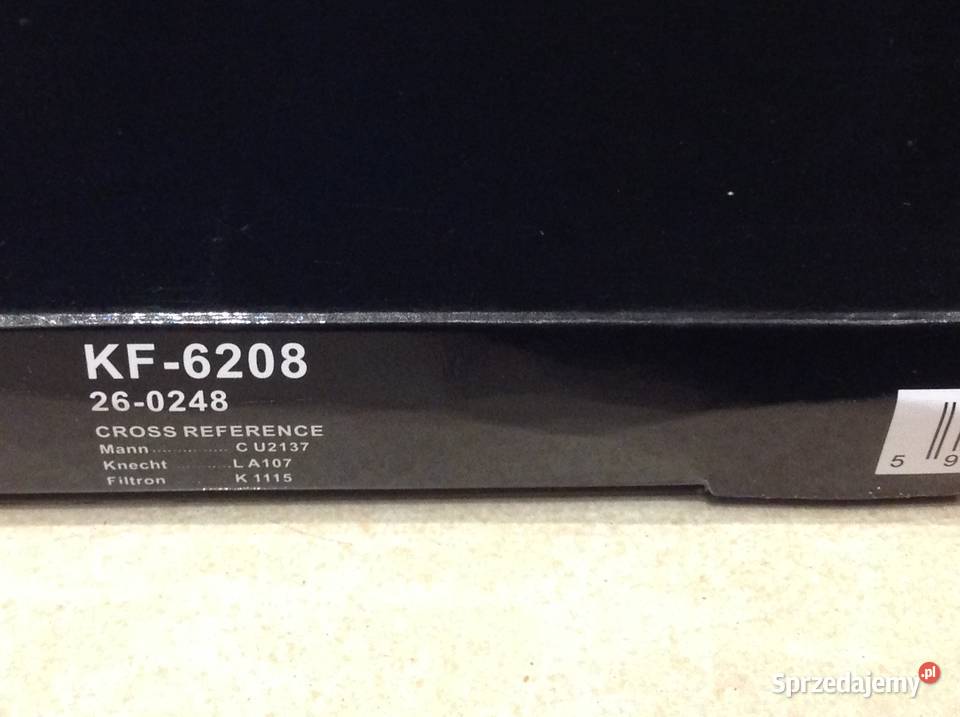 KF-6208
26-0248
CROSS REFERENCE
Mann.............. C U2137
Knecht ..........L A107
Filtron .......... K 1115
5 9
Sprzedajemy.pl